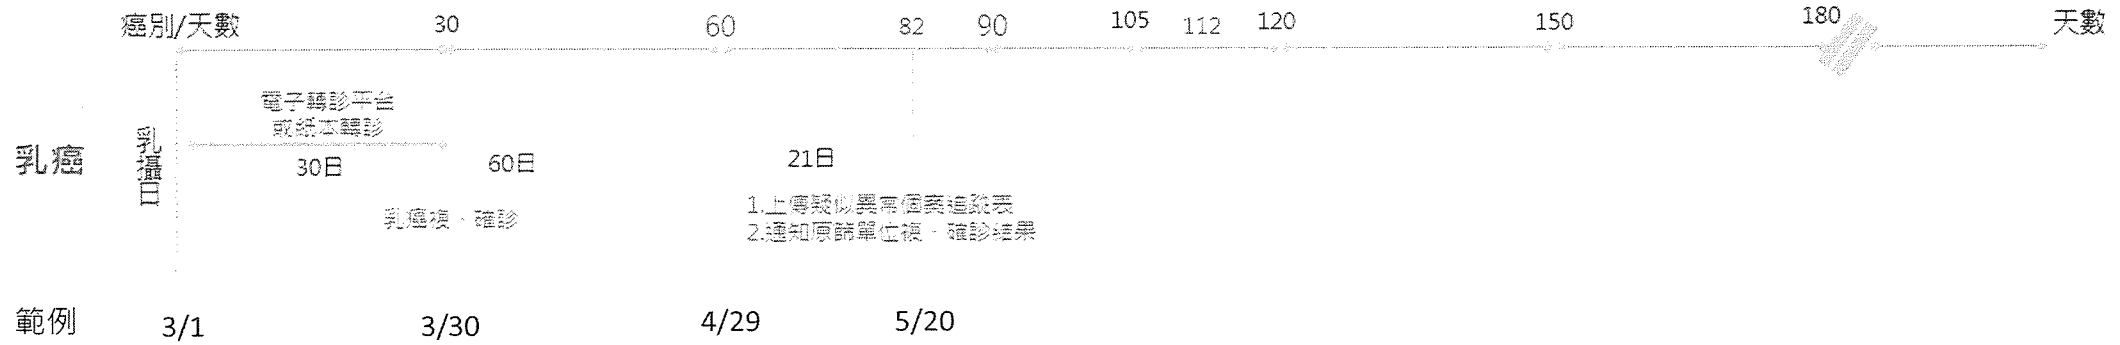 癌別/天數 30 60 82 90 105 112 120 150 180 天數
電子轉診平台
或紙本轉診
乳癌
乳攝日
30日 60日 21日
乳癌複、確診
1.上傳疑似異常個案追蹤表
2.通知原篩單位複、確診結果
範例 3/1 3/30 4/29 5/20